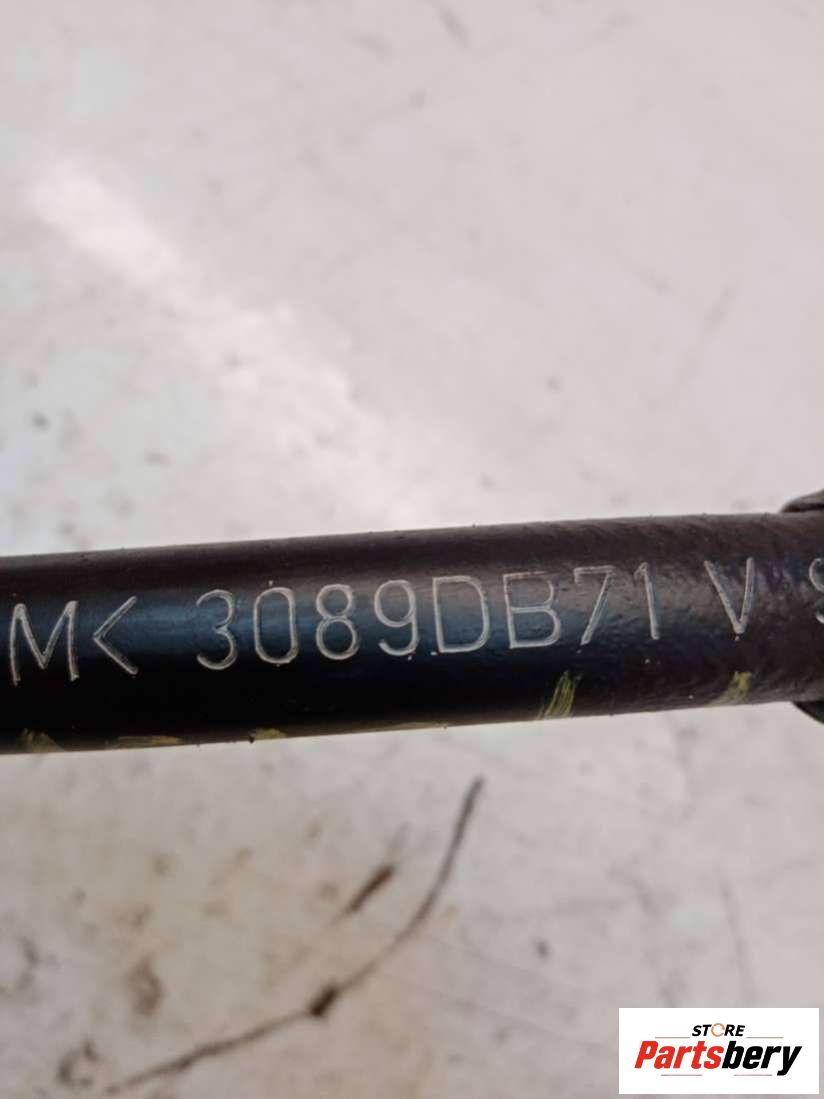 M< 3089DB71 V
STORE
Partsbery